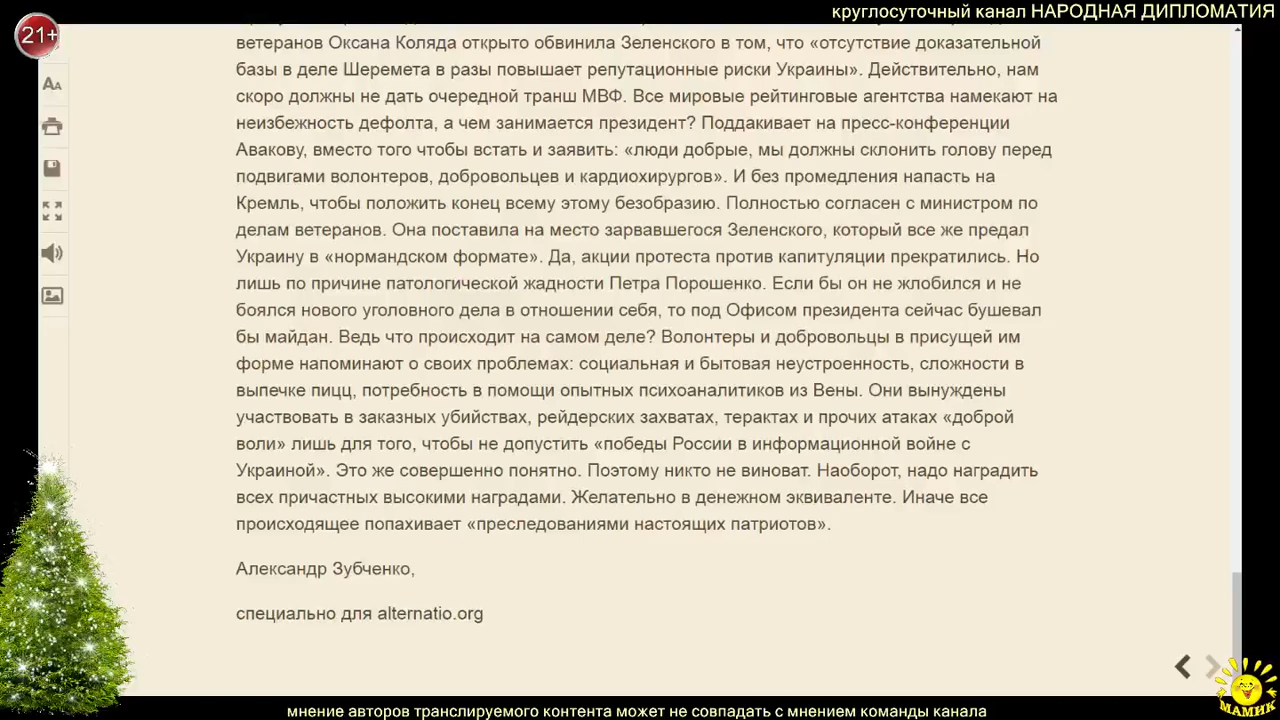 круглосуточный канал НАРОДНАЯ ДИПЛОМАТИЯ
21+
ветеранов Оксана Коляда открыто обвинила Зеленского в том, что «отсутствие доказательной
базы в деле Шеремета в разы повышает репутационные риски Украины». Действительно, нам
скоро должны не дать очередной транш МВФ. Все мировые рейтинговые агентства намекают на
неизбежность дефолта, а чем занимается президент? Поддакивает на пресс-конференции
Авакову, вместо того чтобы встать и заявить: «люди добрые, мы должны склонить голову перед
подвигами волонтеров, добровольцев и кардиохирургов». И без промедления напасть на
Кремль, чтобы положить конец всему этому безобразию. Полностью согласен с министром по
делам ветеранов. Она поставила на место зарвавшегося Зеленского, который все же предал
Украину в «нормандском формате». Да, акции протеста против капитуляции прекратились. Но
лишь по причине патологической жадности Петра Порошенко. Если бы он не жлобился и не
боялся нового уголовного дела в отношении себя, то под Офисом президента сейчас бушевал
бы майдан. Ведь что происходит на самом деле? Волонтеры и добровольцы в присущей им
форме напоминают о своих проблемах: социальная и бытовая неустроенность, сложности в
выпечке пицц, потребность в помощи опытных психоаналитиков из Вены. Они вынуждены
участвовать в заказных убийствах, рейдерских захватах, терактах и прочих атаках «доброй
воли» лишь для того, чтобы не допустить «победы России в информационной войне с
Украиной». Это же совершенно понятно. Поэтому никто не виноват. Наоборот, надо наградить
всех причастных высокими наградами. Желательно в денежном эквиваленте. Иначе все
происходящее попахивает «преследованиями настоящих патриотов».
Александр Зубченко,
специально для alternatio.org
МАМИК
мнение авторов транслируемого контента может не совпадать с мнением команды канала